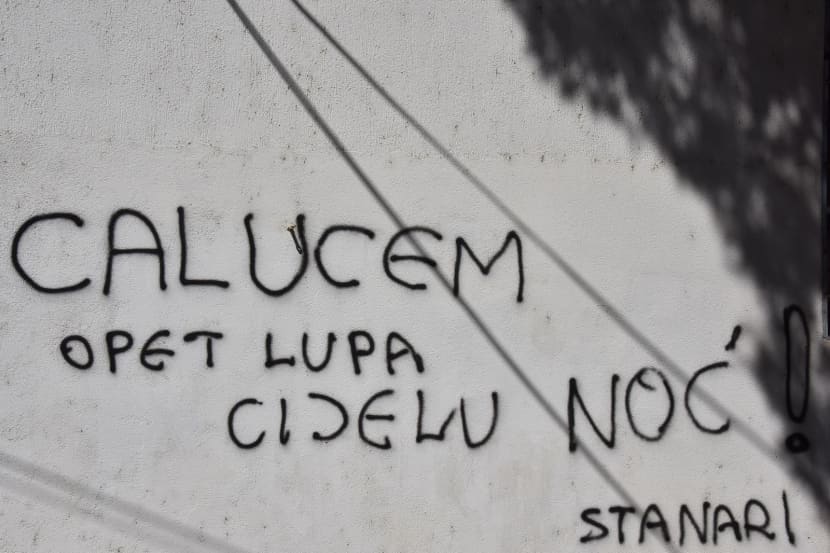 CALUCEM
OPET LUPA
CIJELU NOĆ!
STANARI